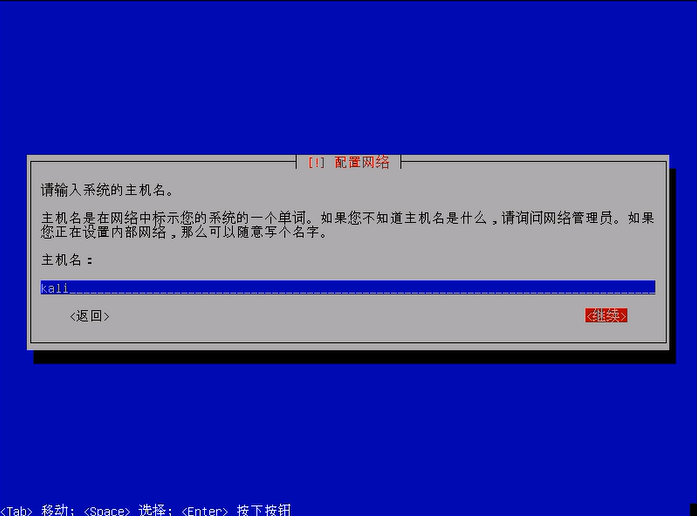 [!] 配置网络
请输入系统的主机名。
主机名是在网络中标示您的系统的一个单词。如果您不知道主机名是什么，请询问网络管理员。如果
您正在设置内部网络，那么可以随意写个名字。
主机名：
kali
<返回> <继续>
<Tab> 移动; <Space> 选择; <Enter> 按下按钮